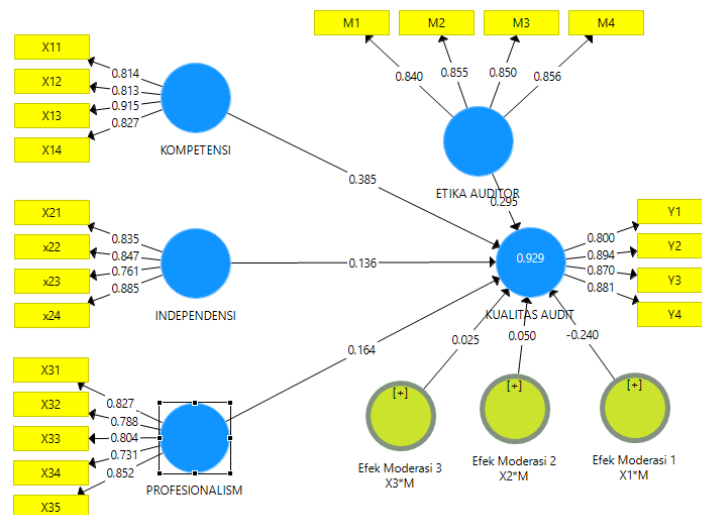 M1
M2
M3
M4
0.840
0.855
0.850
0.856
ETIKA AUDITOR
0.295
X11
X12
X13
X14
0.814
0.813
0.915
0.827
KOMPETENSI
0.385
X21
x22
x23
x24
0.835
0.847
0.761
0.885
INDEPENDENSI
0.136
X31
X32
X33
X34
X35
0.827
0.788
0.804
0.731
0.852
PROFESIONALISM
0.164
0.929
KUALITAS AUDIT
0.800
0.894
0.870
0.881
Y1
Y2
Y3
Y4
0.025
0.050
-0.240
[+]
[+]
[+]
Efek Moderasi 3
X3*M
Efek Moderasi 2
X2*M
Efek Moderasi 1
X1*M